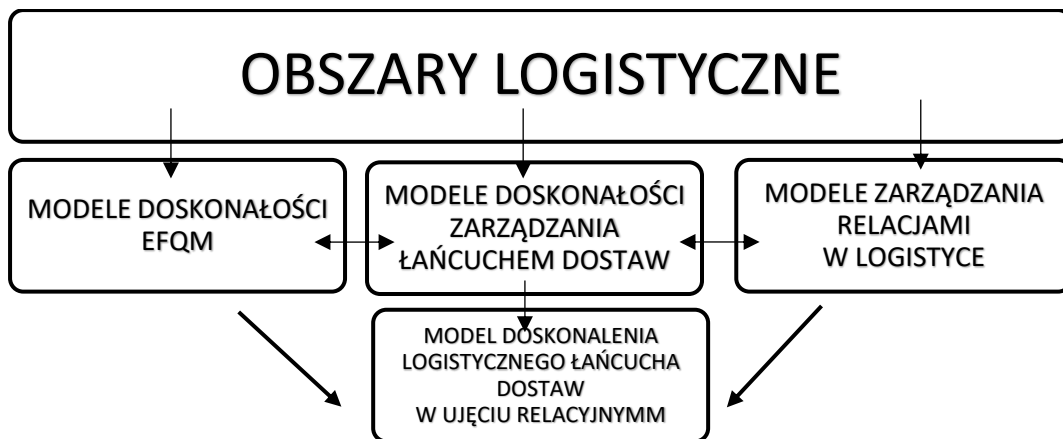 OBSZARY LOGISTYCZNE
MODELE DOSKONAŁOŚCI
EFQM
MODELE DOSKONAŁOŚCI
ZARZĄDZANIA
ŁAŃCUCHEM DOSTAW
MODELE ZARZĄDZANIA
RELACJAMI
W LOGISTYCE
MODEL DOSKONALENIA
LOGISTYCZNEGO ŁAŃCUCHA
DOSTAW
W UJĘCIU RELACYJNYMM